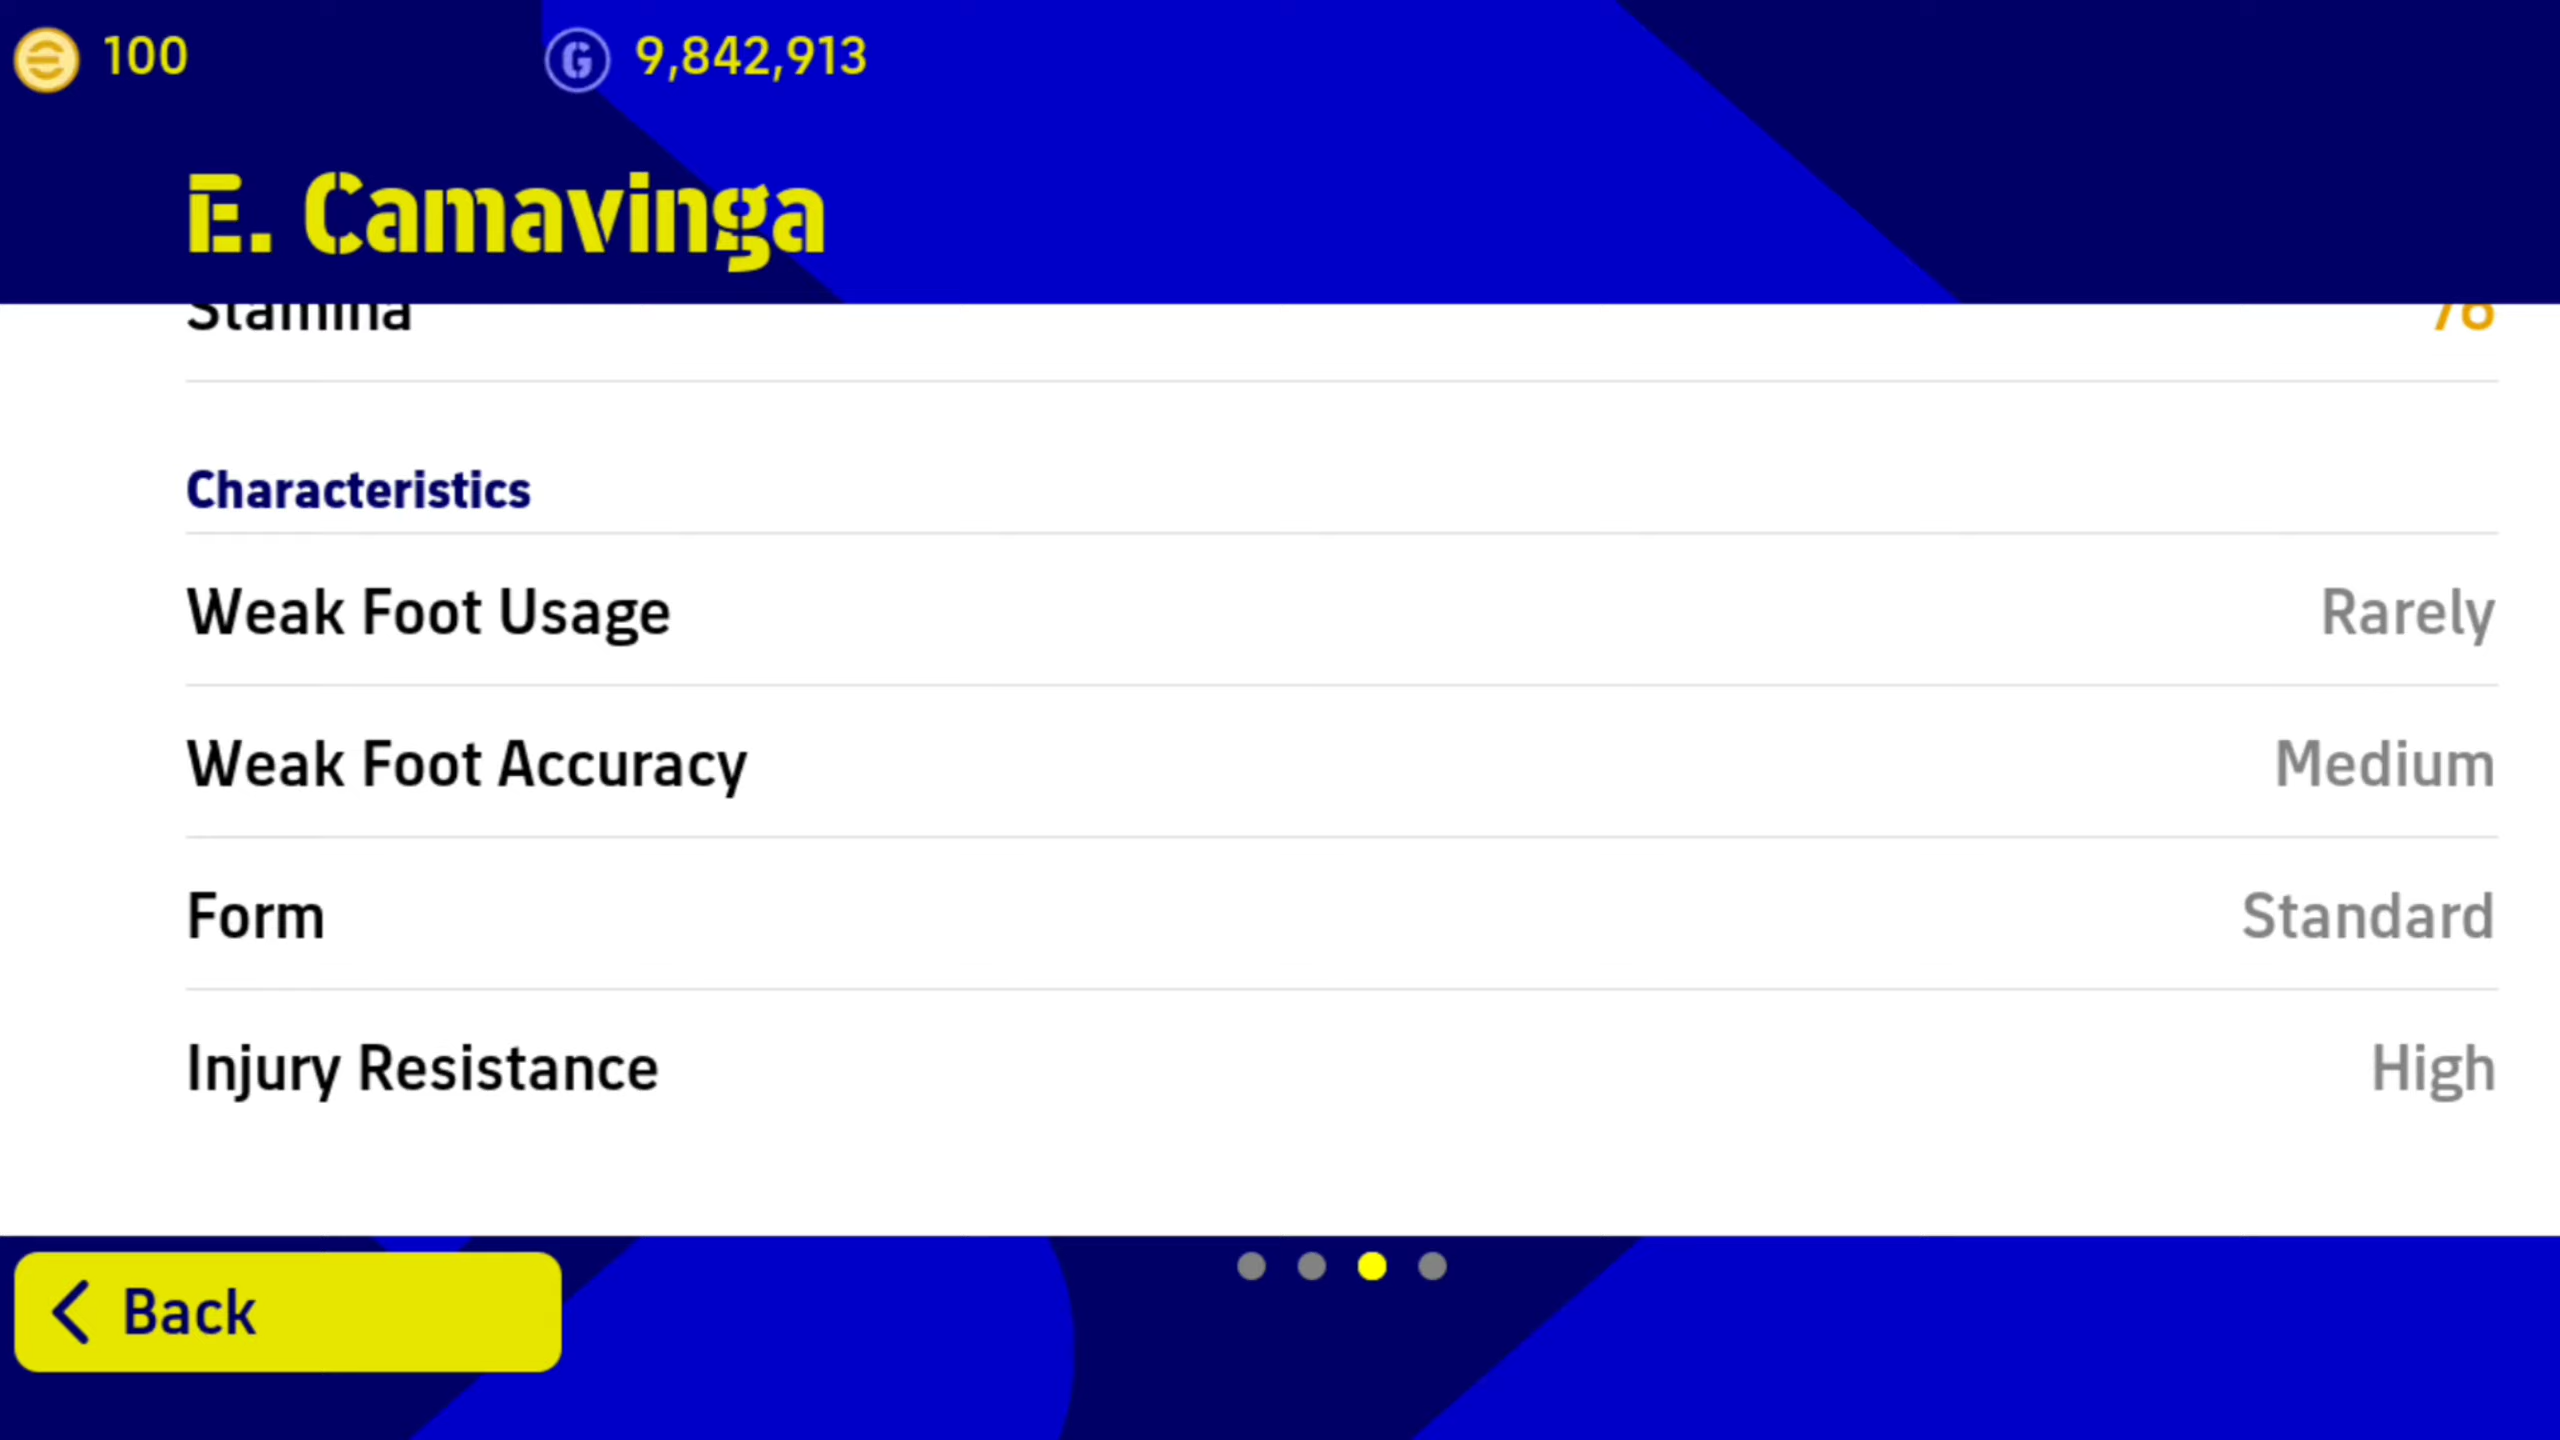 100
9,842,913
E. Camavinga
Stamina
Characteristics
Weak Foot Usage Rarely
Weak Foot Accuracy Medium
Form Standard
Injury Resistance High
Back